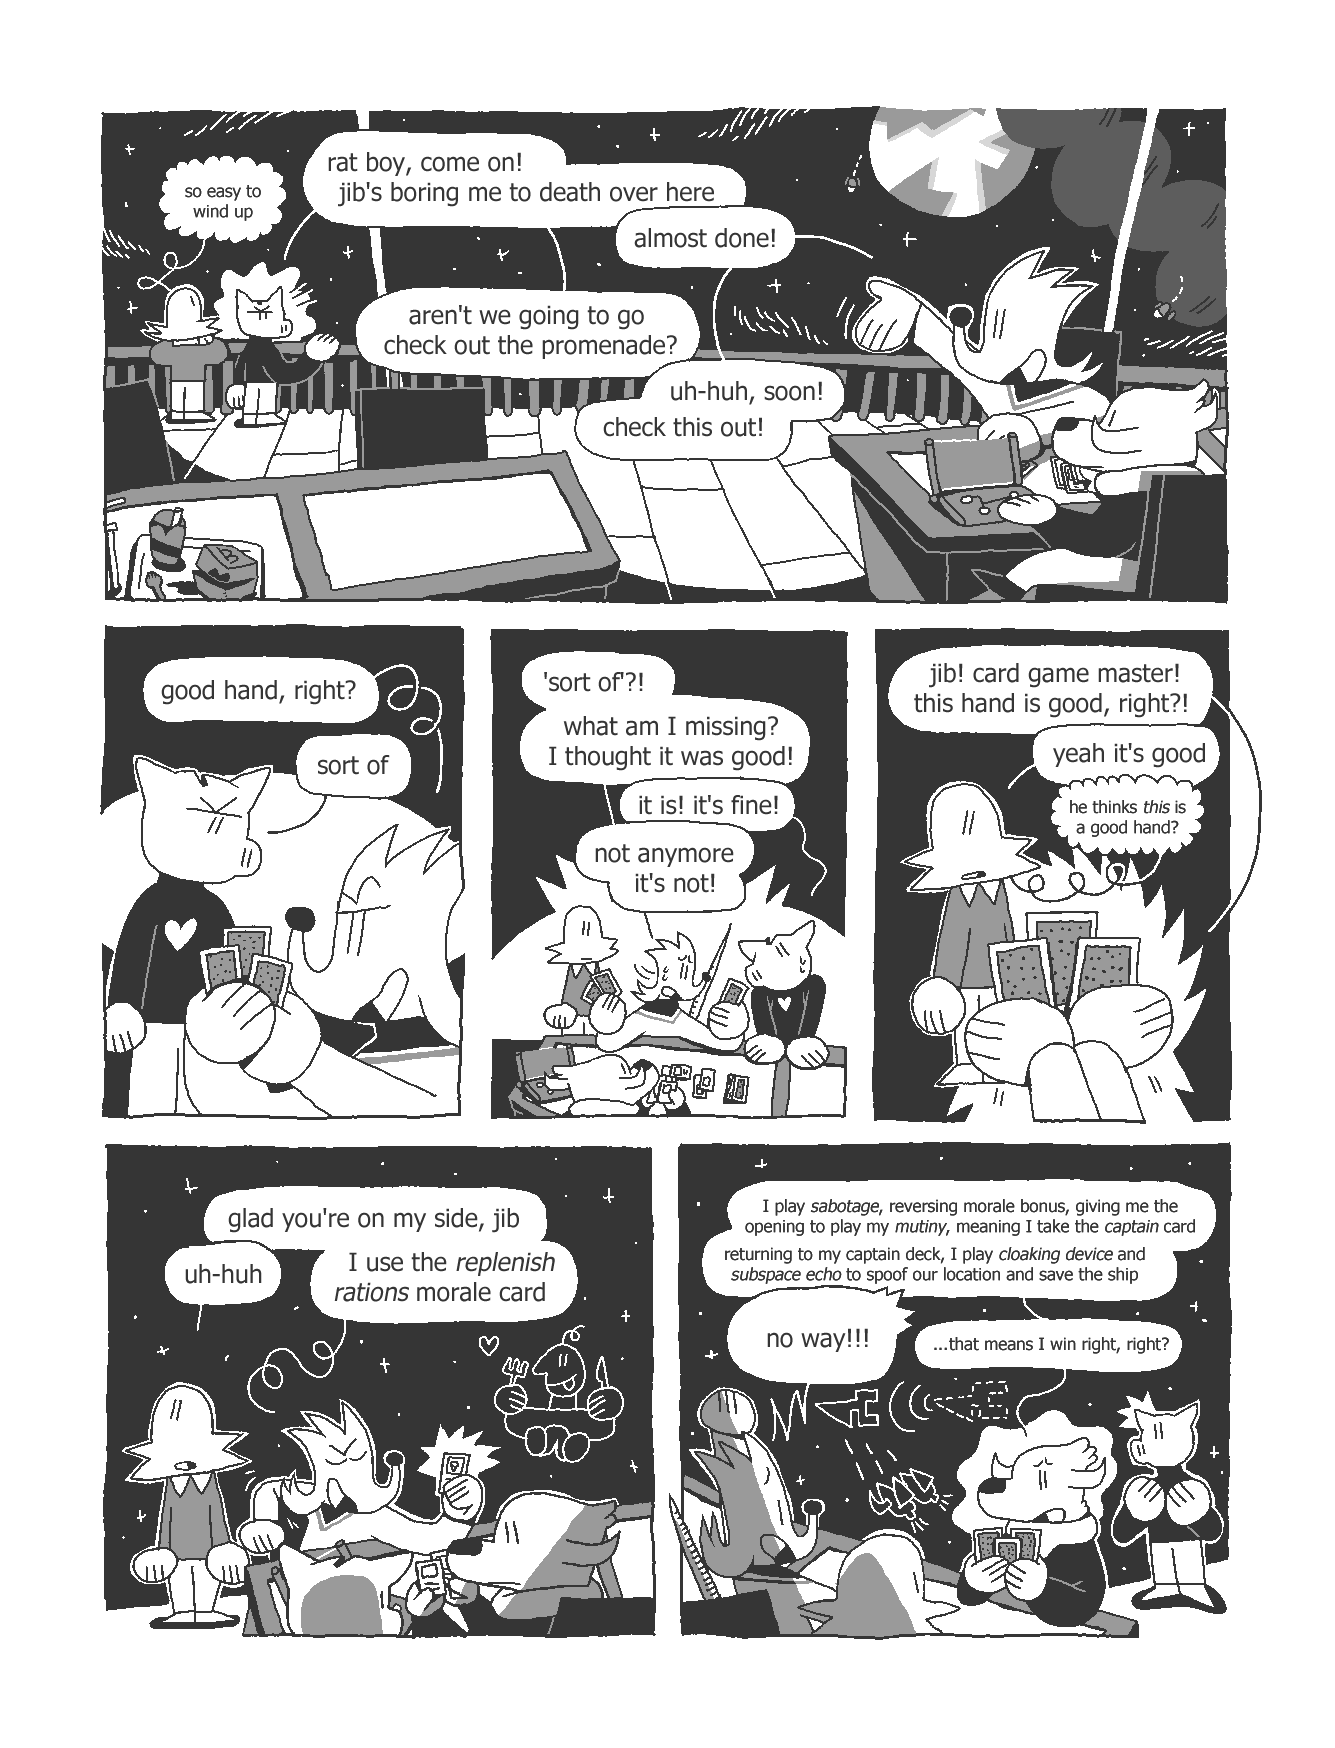 so easy to
wind up
rat boy, come on!
jib's boring me to death over here
almost done!
aren't we going to go
check out the promenade?
uh-huh, soon!
check this out!
B
good hand, right?
sort of
'sort of'?!
what am I missing?
I thought it was good!
it is! it's fine!
not anymore
it's not!
jib! card game master!
this hand is good, right?!
yeah it's good
he thinks this is
a good hand?
glad you're on my side, jib
uh-huh
I use the replenish
rations morale card
I play sabotage, reversing morale bonus, giving me the
opening to play my mutiny, meaning I take the captain card
returning to my captain deck, I play cloaking device and
subspace echo to spoof our location and save the ship
no way!!!
...that means I win right, right?